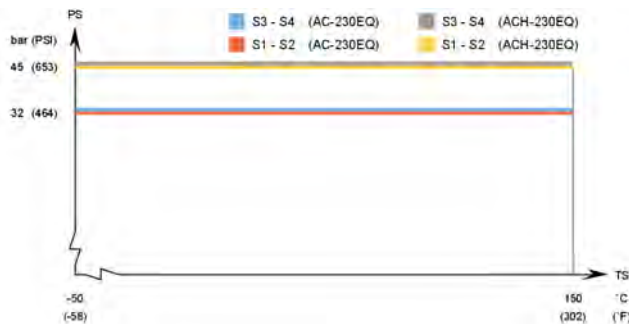 PS
S3 - S4 (AC-230EQ)
S3 - S4 (ACH-230EQ)
bar (PSI)
S1 - S2 (AC-230EQ)
S1 - S2 (ACH-230EQ)
45 (653)
32 (464)
TS
-50
150
°C
(-58)
(302)
(°F)